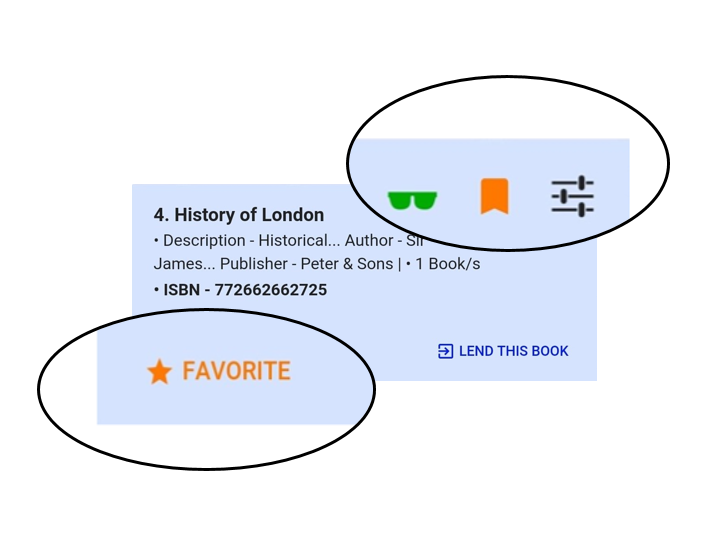 4. History of London
• Description - Historical... Author - Sir
James... Publisher - Peter & Sons | • 1 Book/s
• ISBN - 772662662725
LEND THIS BOOK
FAVORITE